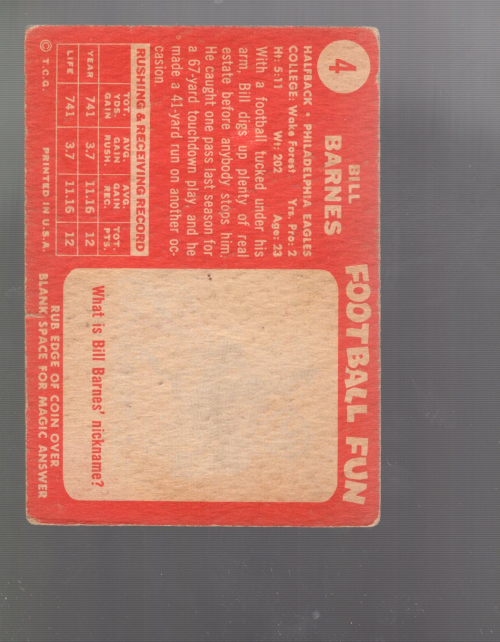 4
BILL
BARNES
HALFBACK • PHILADELPHIA EAGLES
COLLEGE: Wake Forest Yrs. Pro: 2
Ht: 5:11 Wt: 202 Age: 23
With a football tucked under his
arm, Bill digs up plenty of real
estate before anybody stops him.
He caught one pass last season for
a 67-yard touchdown play, and he
made a 41-yard run on another oc-
casion
RUSHING & RECEIVING RECORD
YEAR TOT. YDS. GAIN AVG. GAIN RUSH. AVG. GAIN REC. TOT. PTS.
YEAR 741 3.7 11.16 12
LIFE 741 3.7 11.16 12
© T.C.G. PRINTED IN U.S.A.
FOOTBALL FUN
What is Bill Barnes' nickname?
RUB EDGE OF COIN OVER
BLANK SPACE FOR MAGIC ANSWER